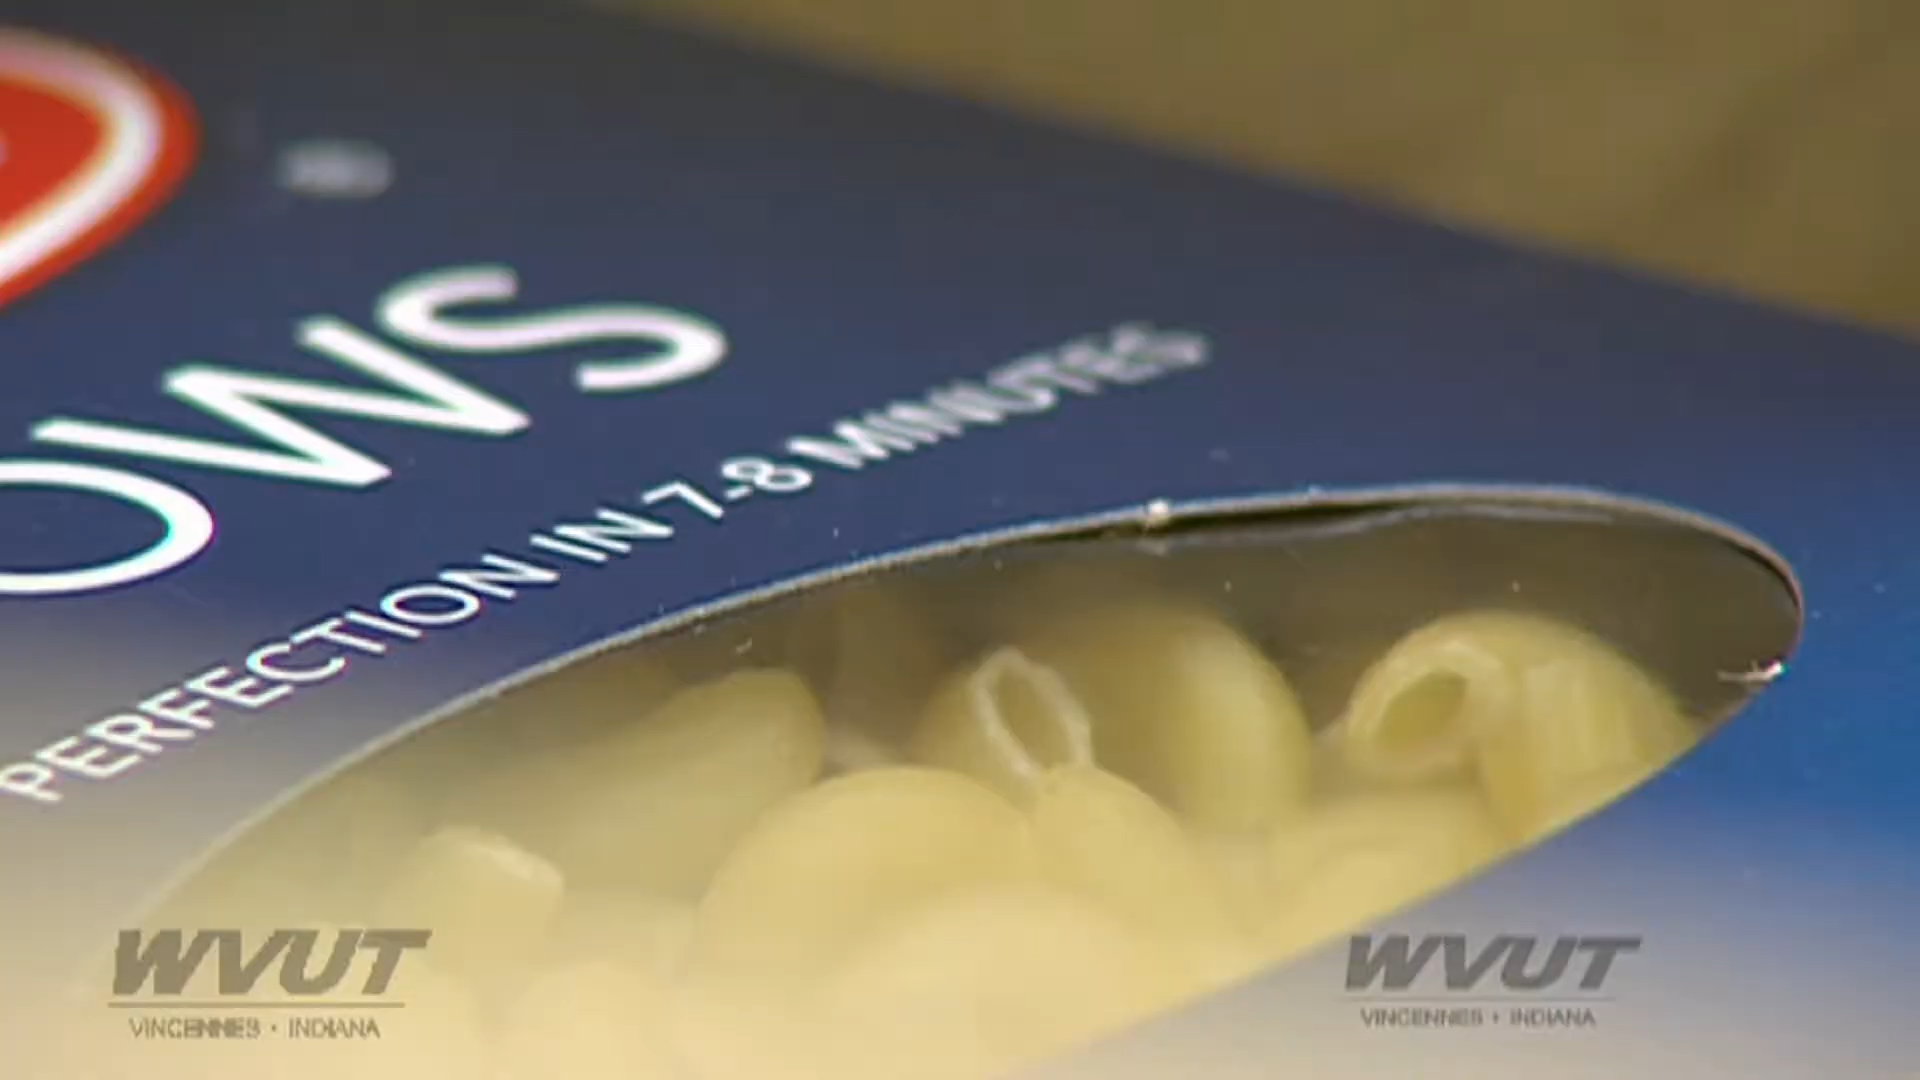 OWS
PERFECTION IN 7-8 MINUTES
WVUT
VINCENNES • INDIANA
WVUT
VINCENNES • INDIANA